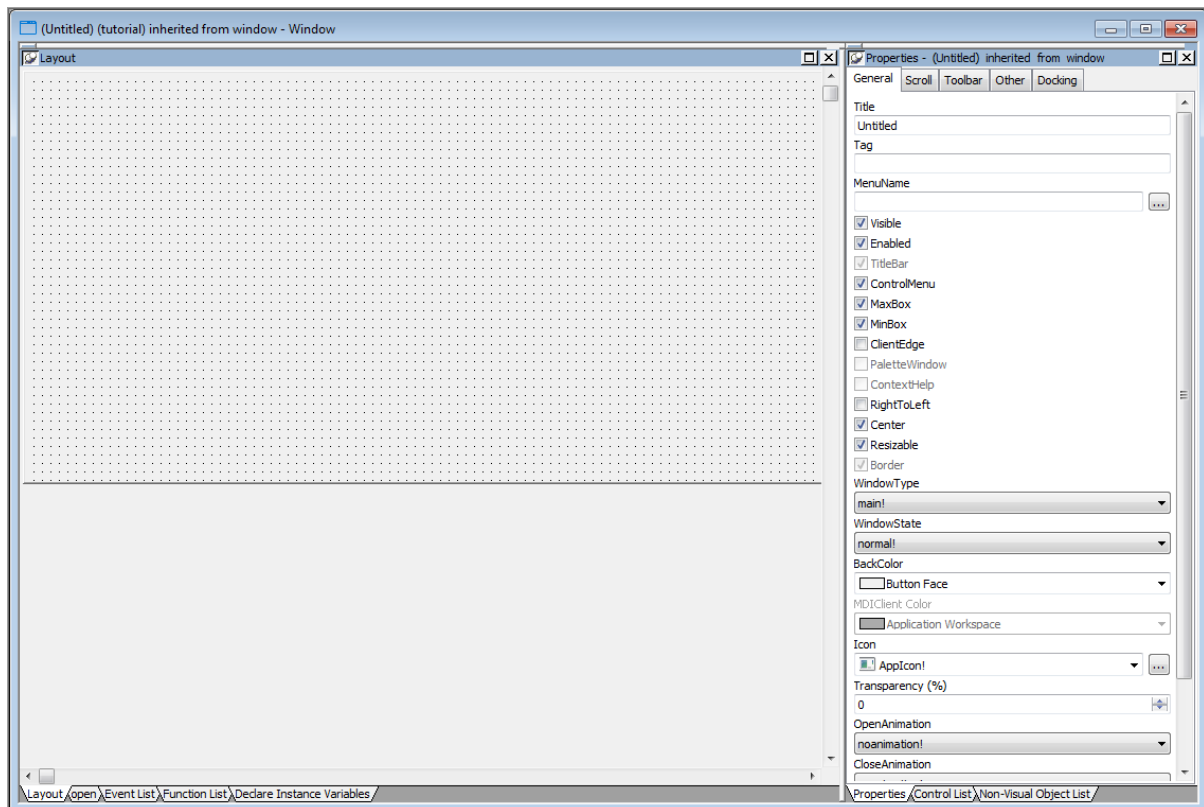 (Untitled) (tutorial) inherited from window - Window
Layout
Properties - (Untitled) inherited from window
General Scroll Toolbar Other Docking
Title
Untitled
Tag
MenuName
...
Visible
Enabled
TitleBar
ControlMenu
MaxBox
MinBox
ClientEdge
PaletteWindow
ContextHelp
RightToLeft
Center
Resizable
Border
WindowType
main!
WindowState
normal!
BackColor
Button Face
MDIClient Color
Application Workspace
Icon
AppIcon!
...
Transparency (%)
0
OpenAnimation
noanimation!
CloseAnimation
Layout open Event List Function List Declare Instance Variables
Properties Control List Non-Visual Object List